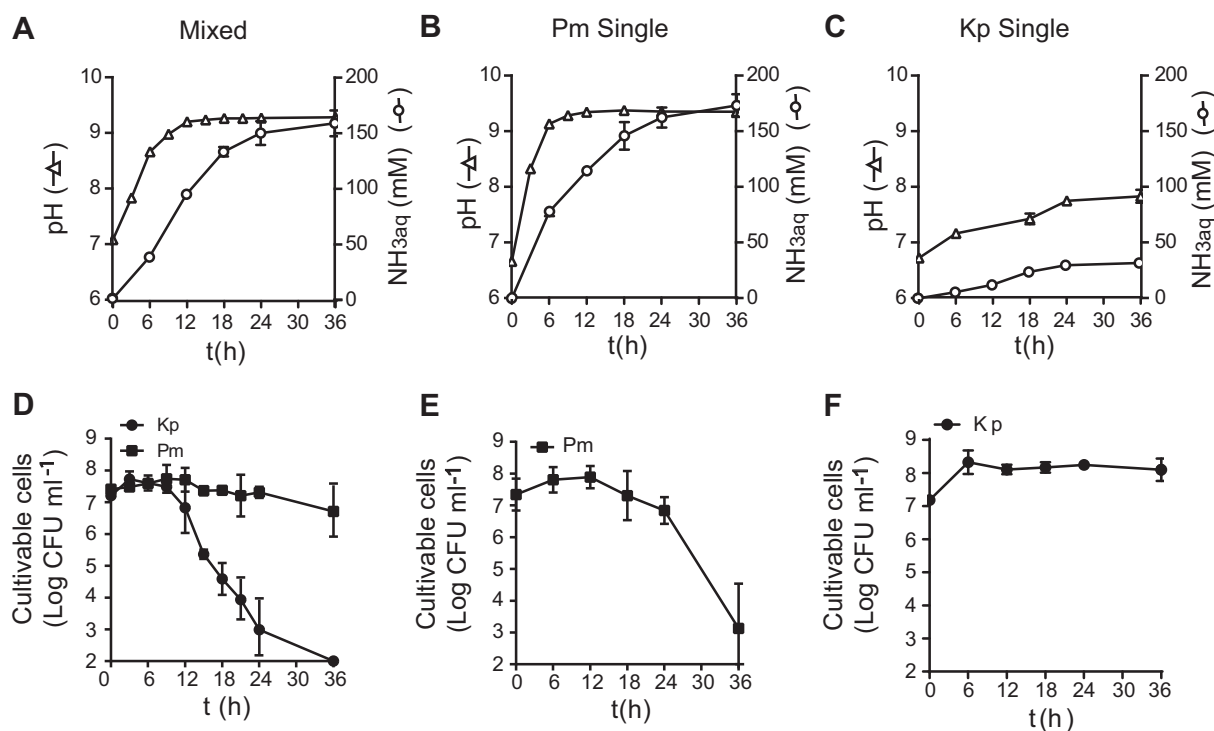 A Mixed
10
9
8
7
6
pH (-△-)
200
150
100
50
0
NH3aq (mM) (-○-)
0 6 12 18 24 30 36
t(h)
B Pm Single
10
9
8
7
6
pH (-△-)
200
150
100
50
0
NH3aq (mM) (-○-)
0 6 12 18 24 30 36
t(h)
C Kp Single
10
9
8
7
6
pH (-△-)
200
150
100
50
0
NH3aq (mM) (-○-)
0 6 12 18 24 30 36
t(h)
D
Kp
Pm
9
8
7
6
5
4
3
2
Cultivable cells
(Log CFU ml-1)
0 6 12 18 24 30 36
t (h)
E
Pm
9
8
7
6
5
4
3
2
Cultivable cells
(Log CFU ml-1)
0 6 12 18 24 30 36
t(h)
F
Kp
9
8
7
6
5
4
3
2
Cultivable cells
(Log CFU ml-1)
0 6 12 18 24 30 36
t(h)